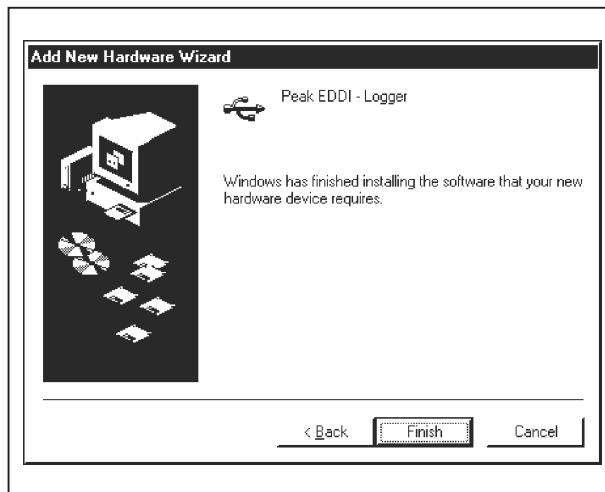 Add New Hardware Wizard
Peak EDDI - Logger
Windows has finished installing the software that your new
hardware device requires.
< Back
Finish
Cancel